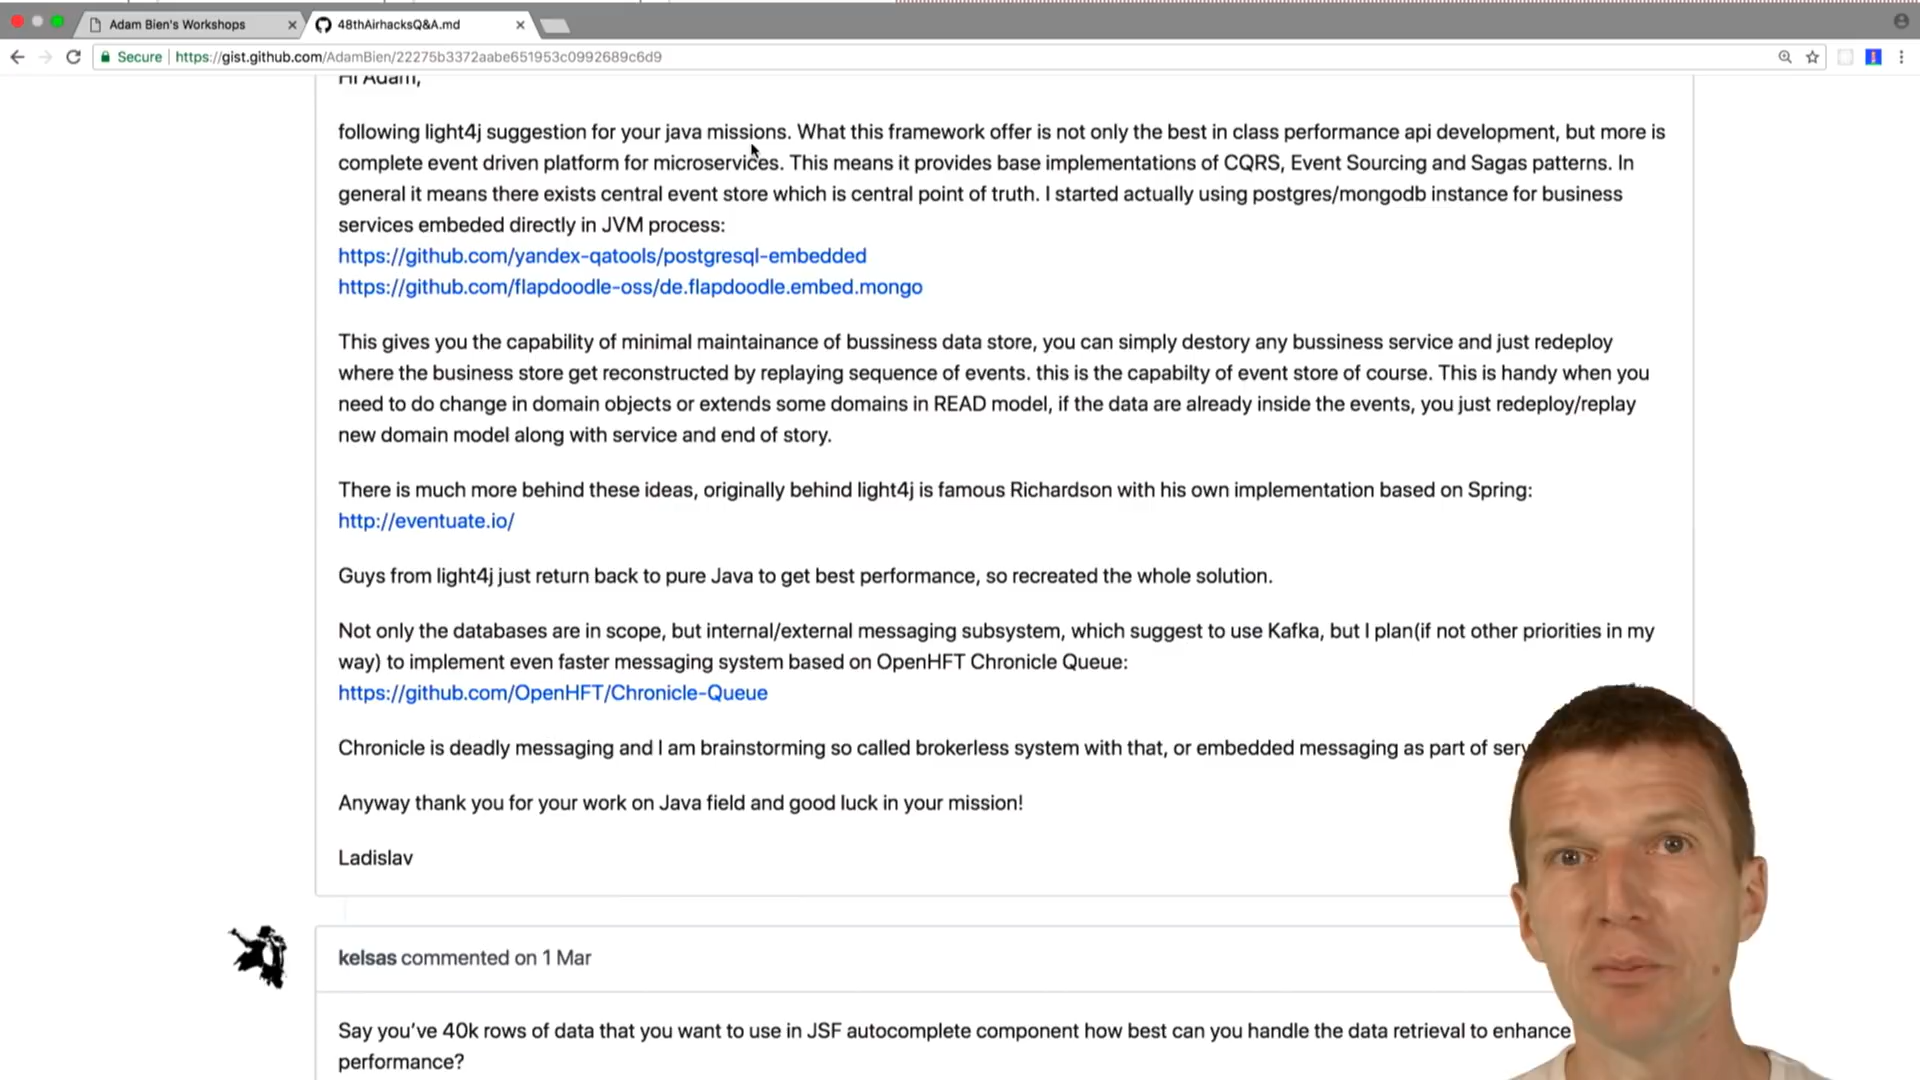 Adam Bien's Workshops
48thAirhacksQ&A.md
Secure
https://gist.github.com/AdamBien/22275b3372aabe651953c0992689c6d9
Hi Adam,
following light4j suggestion for your java missions. What this framework offer is not only the best in class performance api development, but more is
complete event driven platform for microservices. This means it provides base implementations of CQRS, Event Sourcing and Sagas patterns. In
general it means there exists central event store which is central point of truth. I started actually using postgres/mongodb instance for business
services embeded directly in JVM process:
https://github.com/yandex-qatools/postgresql-embedded
https://github.com/flapdoodle-oss/de.flapdoodle.embed.mongo
This gives you the capability of minimal maintainance of bussiness data store, you can simply destory any bussiness service and just redeploy
where the business store get reconstructed by replaying sequence of events. this is the capabilty of event store of course. This is handy when you
need to do change in domain objects or extends some domains in READ model, if the data are already inside the events, you just redeploy/replay
new domain model along with service and end of story.
There is much more behind these ideas, originally behind light4j is famous Richardson with his own implementation based on Spring:
http://eventuate.io/
Guys from light4j just return back to pure Java to get best performance, so recreated the whole solution.
Not only the databases are in scope, but internal/external messaging subsystem, which suggest to use Kafka, but I plan(if not other priorities in my
way) to implement even faster messaging system based on OpenHFT Chronicle Queue:
https://github.com/OpenHFT/Chronicle-Queue
Chronicle is deadly messaging and I am brainstorming so called brokerless system with that, or embedded messaging as part of
Anyway thank you for your work on Java field and good luck in your mission!
Ladislav
kelsas commented on 1 Mar
Say you've 40k rows of data that you want to use in JSF autocomplete component how best can you handle the data retrieval to enhance
performance?